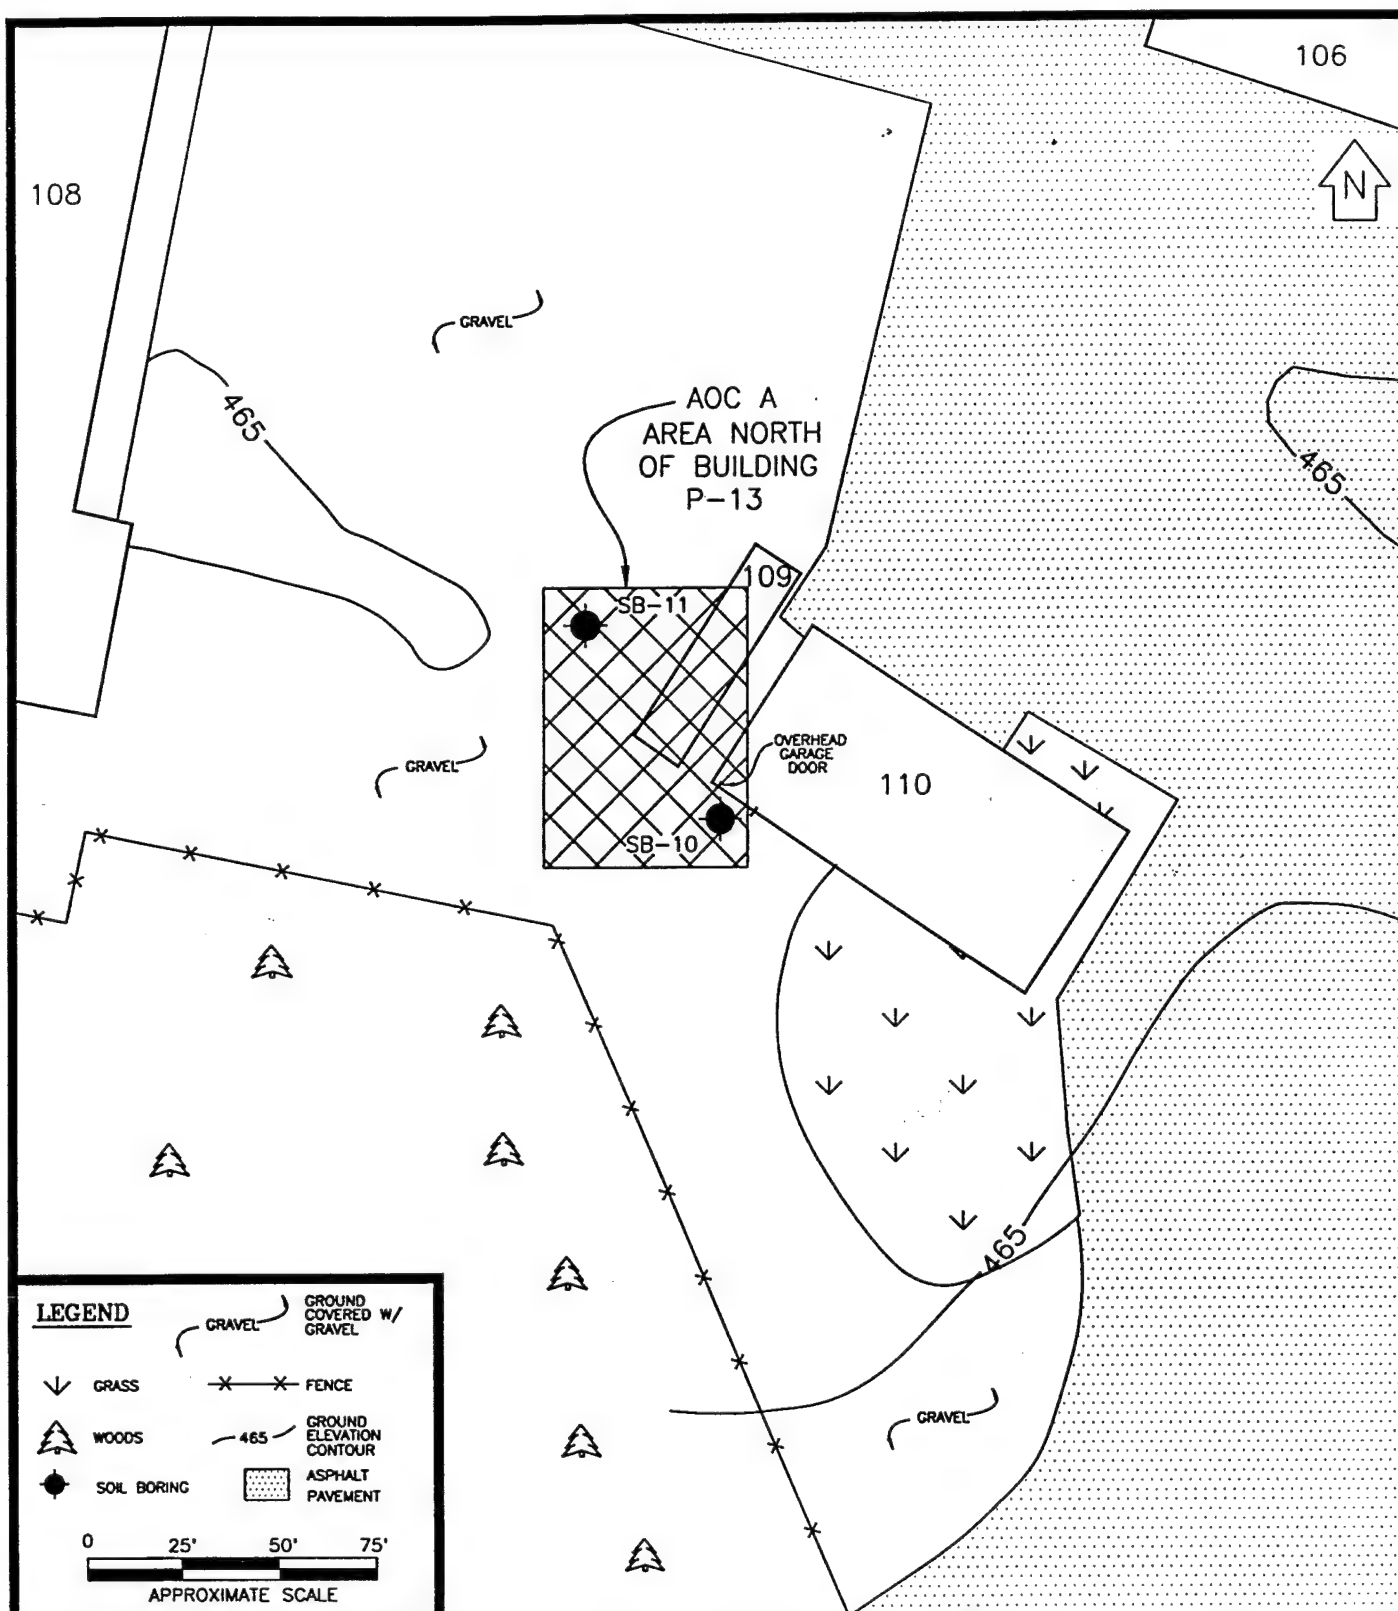 106
N
108
GRAVEL
465
AOC A
AREA NORTH
OF BUILDING
P-13
465
109
SB-11
OVERHEAD
GARAGE
DOOR
GRAVEL
110
SB-10
465
GRAVEL
LEGEND
GRAVEL
GROUND
COVERED W/
GRAVEL
GRASS
FENCE
WOODS
465
GROUND
ELEVATION
CONTOUR
SOIL BORING
ASPHALT
PAVEMENT
0 25' 50' 75'
APPROXIMATE SCALE